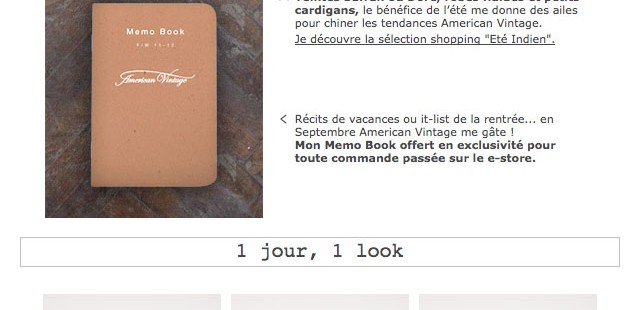 Memo Book
F/W 11-12
American Vintage
cardigans, le bénéfice de l'été me donne des ailes
pour chiner les tendances American Vintage.
Je découvre la sélection shopping "Eté Indien".
< Récits de vacances ou it-list de la rentrée... en
Septembre American Vintage me gâte !
Mon Memo Book offert en exclusivité pour
toute commande passée sur le e-store.
1 jour, 1 look